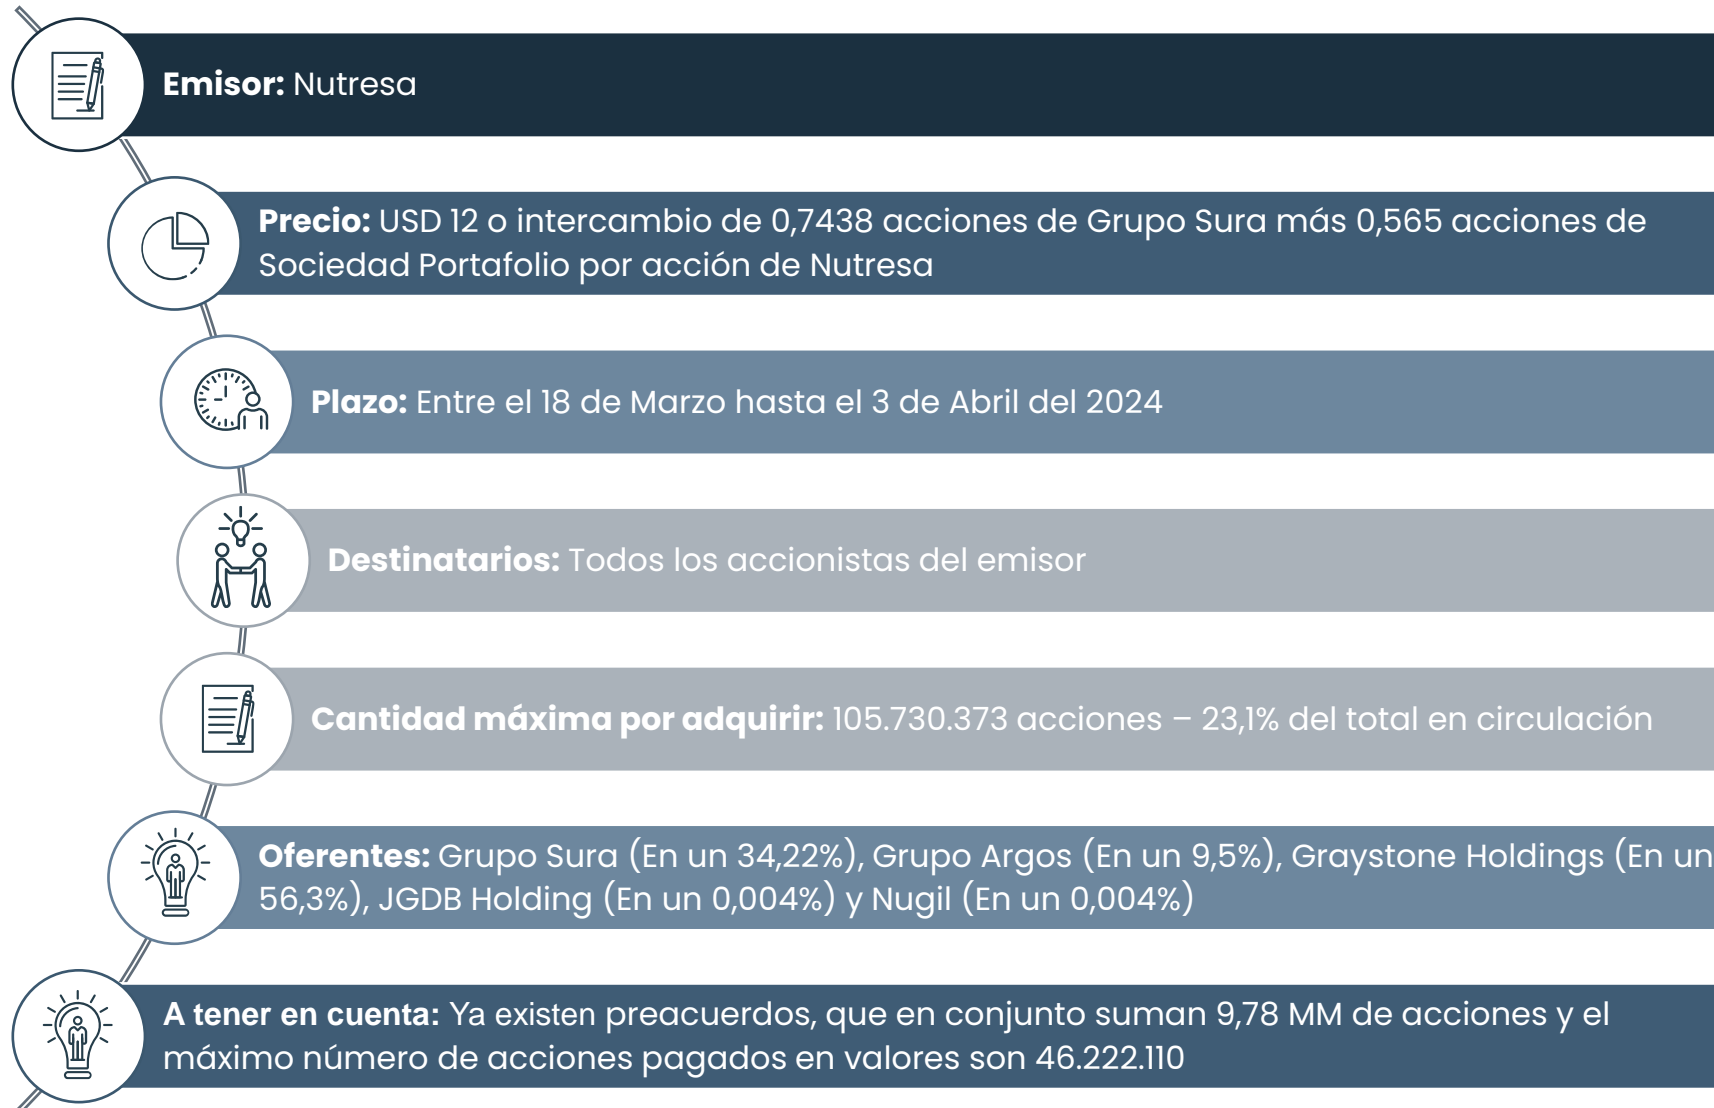 Emisor: Nutresa
Precio: USD 12 o intercambio de 0,7438 acciones de Grupo Sura más 0,565 acciones de
Sociedad Portafolio por acción de Nutresa
Plazo: Entre el 18 de Marzo hasta el 3 de Abril del 2024
Destinatarios: Todos los accionistas del emisor
Cantidad máxima por adquirir: 105.730.373 acciones – 23,1% del total en circulación
Oferentes: Grupo Sura (En un 34,22%), Grupo Argos (En un 9,5%), Graystone Holdings (En un
56,3%), JGDB Holding (En un 0,004%) y Nugil (En un 0,004%)
A tener en cuenta: Ya existen preacuerdos, que en conjunto suman 9,78 MM de acciones y el
máximo número de acciones pagados en valores son 46.222.110